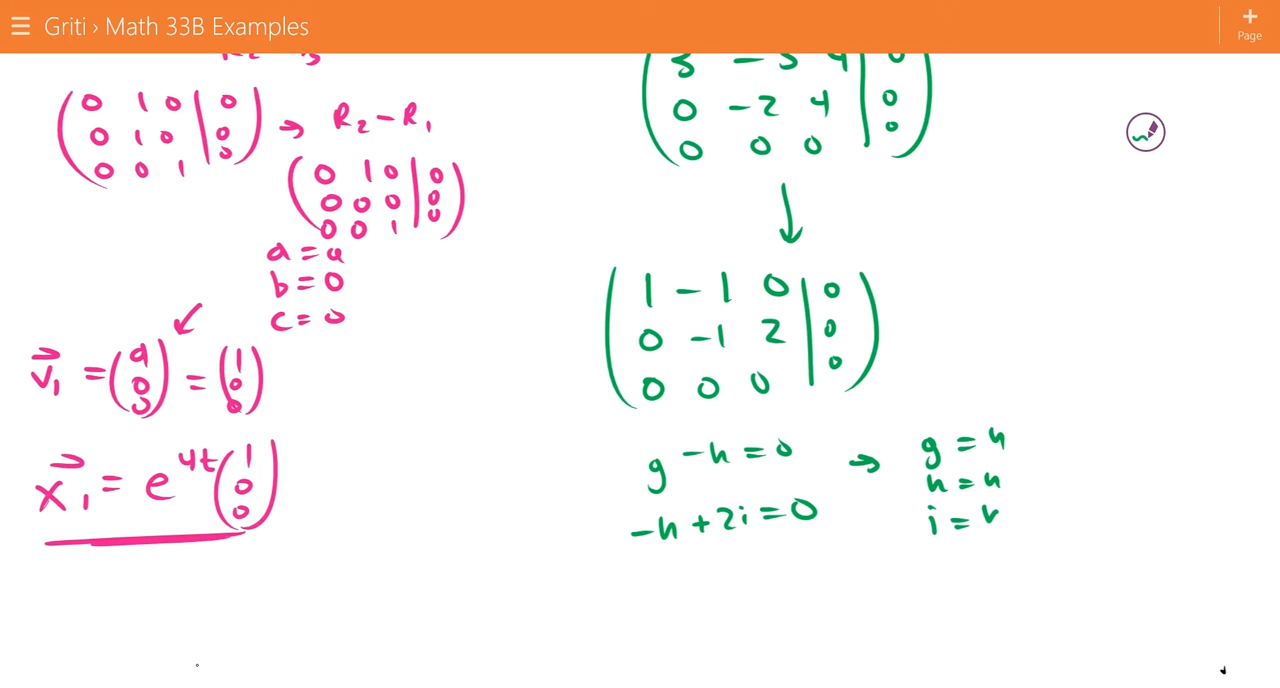 Griti › Math 33B Examples
Page
0 1 0 | 0
0 1 0 | 0
0 0 1 | 0
→ R₂ - R₁
0 1 0 | 0
0 0 0 | 0
0 0 1 | 0
a = a
b = 0
c = 0
v₁ = (a 0 0) = (1 0 0)
x₁ = e^4t (1 0 0)
0 -2 4 | 0
0 0 0 | 0
1 -1 0 | 0
0 -1 2 | 0
0 0 0 | 0
g - h = 0 → g = h
h = h
-h + 2i = 0
i =